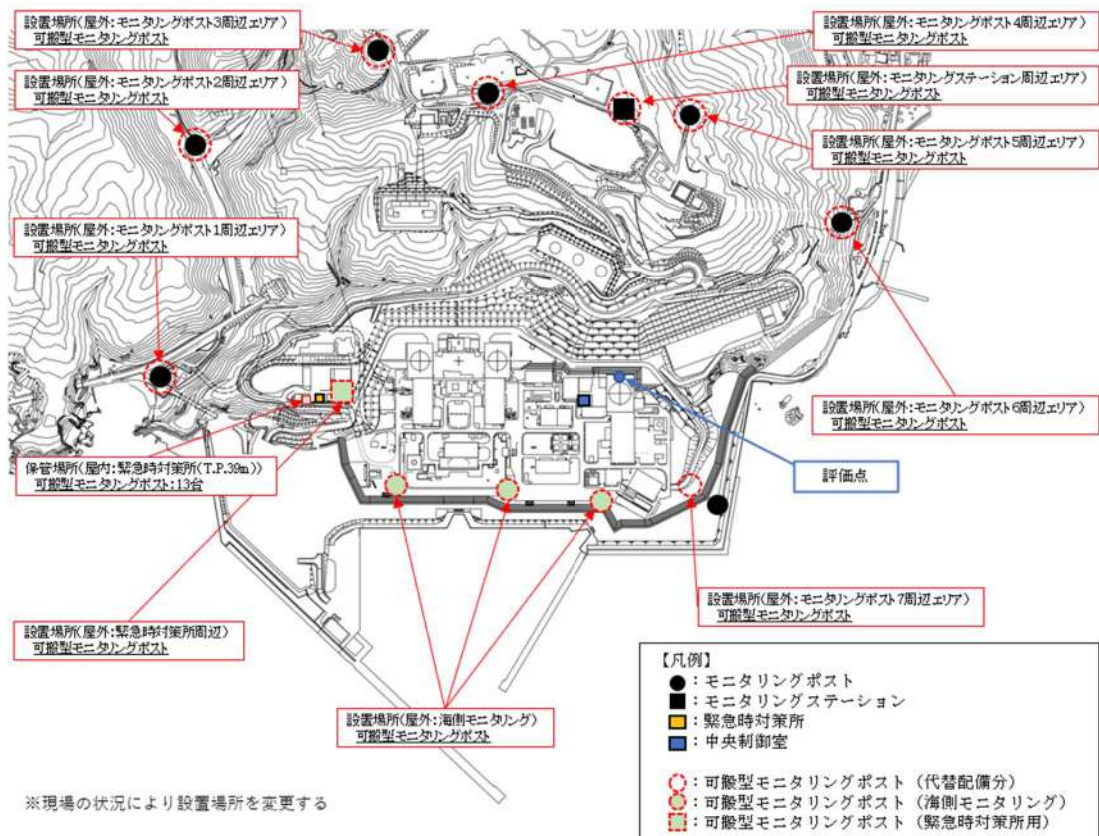 設置場所(屋外:モニタリングポスト3周辺エリア)
可搬型モニタリングポスト
設置場所(屋外:モニタリングポスト4周辺エリア)
可搬型モニタリングポスト
設置場所(屋外:モニタリングポスト2周辺エリア)
可搬型モニタリングポスト
設置場所(屋外:モニタリングステーション周辺エリア)
可搬型モニタリングポスト
設置場所(屋外:モニタリングポスト5周辺エリア)
可搬型モニタリングポスト
設置場所(屋外:モニタリングポスト1周辺エリア)
可搬型モニタリングポスト
設置場所(屋外:モニタリングポスト6周辺エリア)
可搬型モニタリングポスト
保管場所(屋内:緊急時対策所(T.P.39m))
可搬型モニタリングポスト:13台
評価点
設置場所(屋外:モニタリングポスト7周辺エリア)
可搬型モニタリングポスト
設置場所(屋外:緊急時対策所周辺)
可搬型モニタリングポスト
設置場所(屋外:海側モニタリング)
可搬型モニタリングポスト
【凡例】
:モニタリングポスト
:モニタリングステーション
:緊急時対策所
:中央制御室
:可搬型モニタリングポスト(代替配備分)
:可搬型モニタリングポスト(海側モニタリング)
:可搬型モニタリングポスト(緊急時対策所用)
※現場の状況により設置場所を変更する